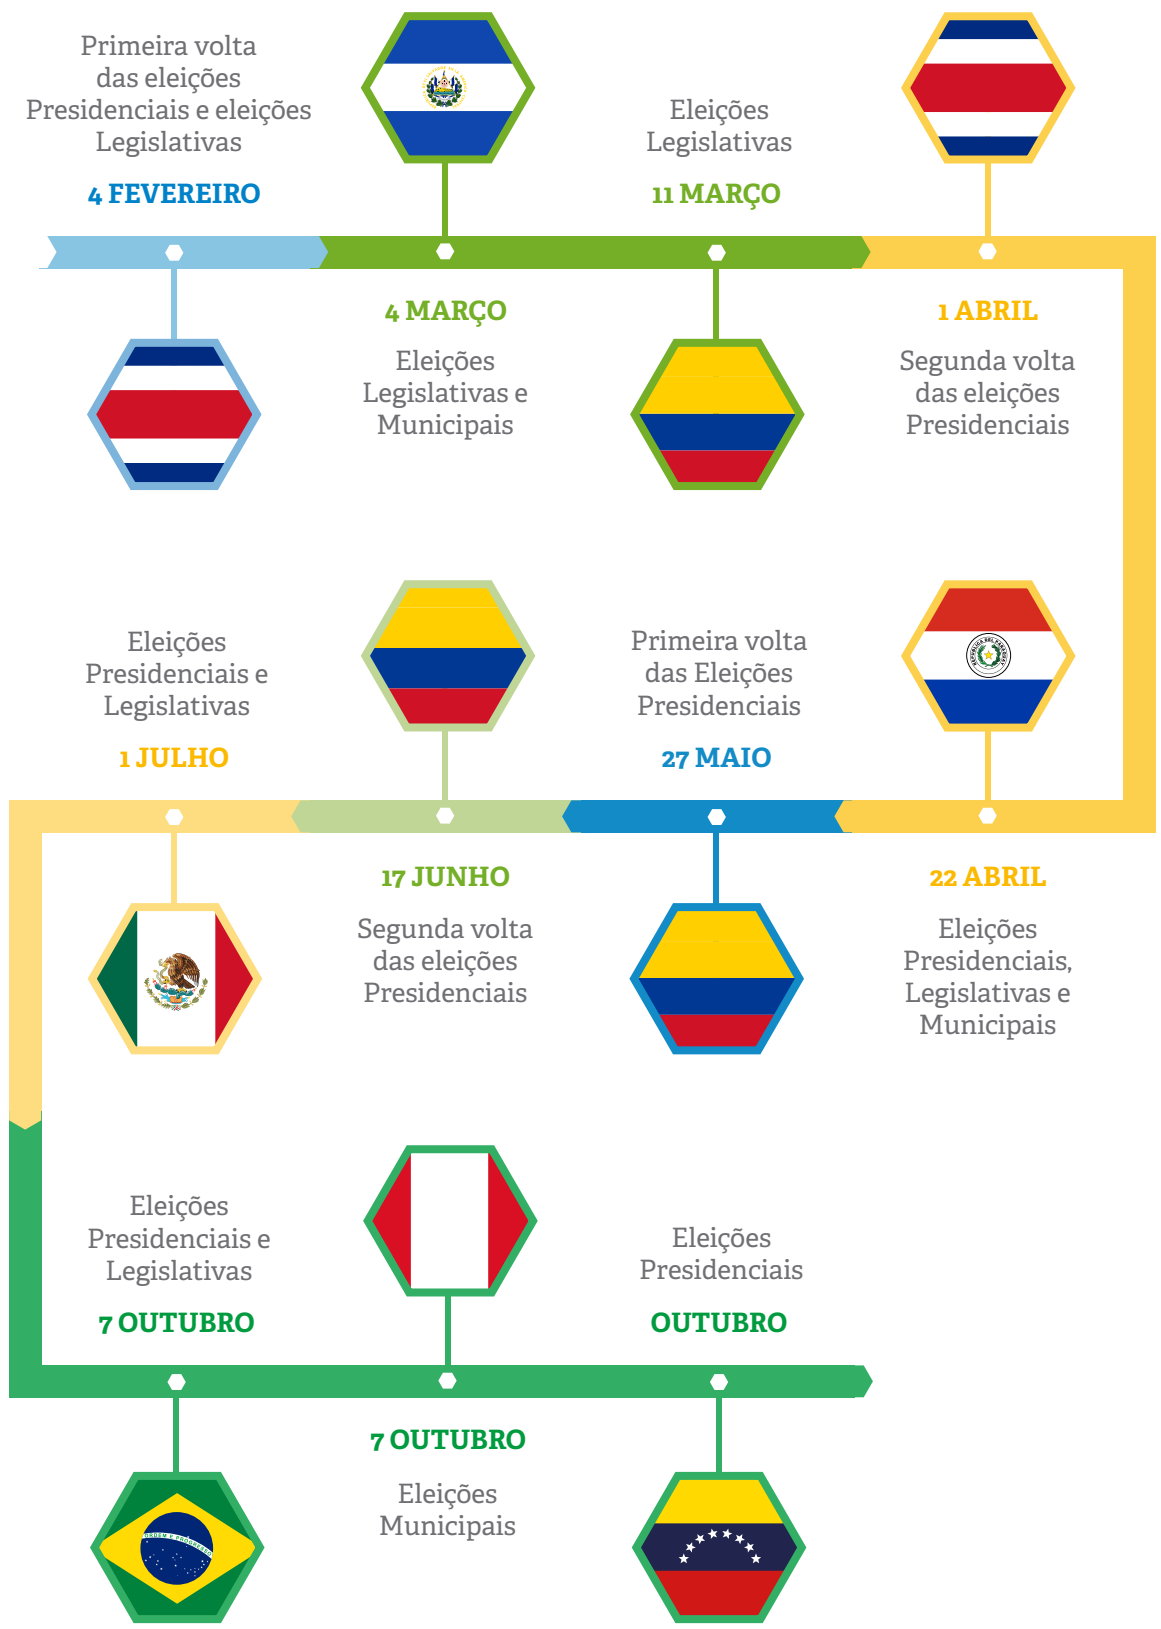 Primeira volta
das eleições
Presidenciais e eleições
Legislativas
4 FEVEREIRO
4 MARÇO
Eleições
Legislativas e
Municipais
Eleições
Legislativas
11 MARÇO
1 ABRIL
Segunda volta
das eleições
Presidenciais
22 ABRIL
Eleições
Presidenciais,
Legislativas e
Municipais
Primeira volta
das Eleições
Presidenciais
27 MAIO
17 JUNHO
Segunda volta
das eleições
Presidenciais
Eleições
Presidenciais e
Legislativas
1 JULHO
Eleições
Presidenciais e
Legislativas
7 OUTUBRO
ORDEM E PROGRESSO
7 OUTUBRO
Eleições
Municipais
Eleições
Presidenciais
OUTUBRO